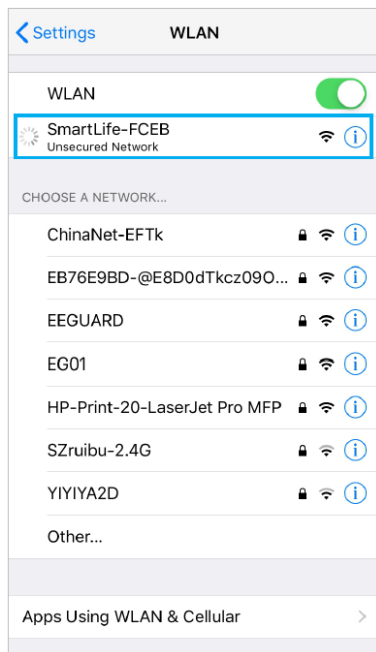 Settings WLAN
WLAN
SmartLife-FCEB
Unsecured Network
CHOOSE A NETWORK...
ChinaNet-EFTk
EB76E9BD-@E8D0dTkcz09O...
EEGUARD
EG01
HP-Print-20-LaserJet Pro MFP
SZruibu-2.4G
YIYIYA2D
Other...
Apps Using WLAN & Cellular